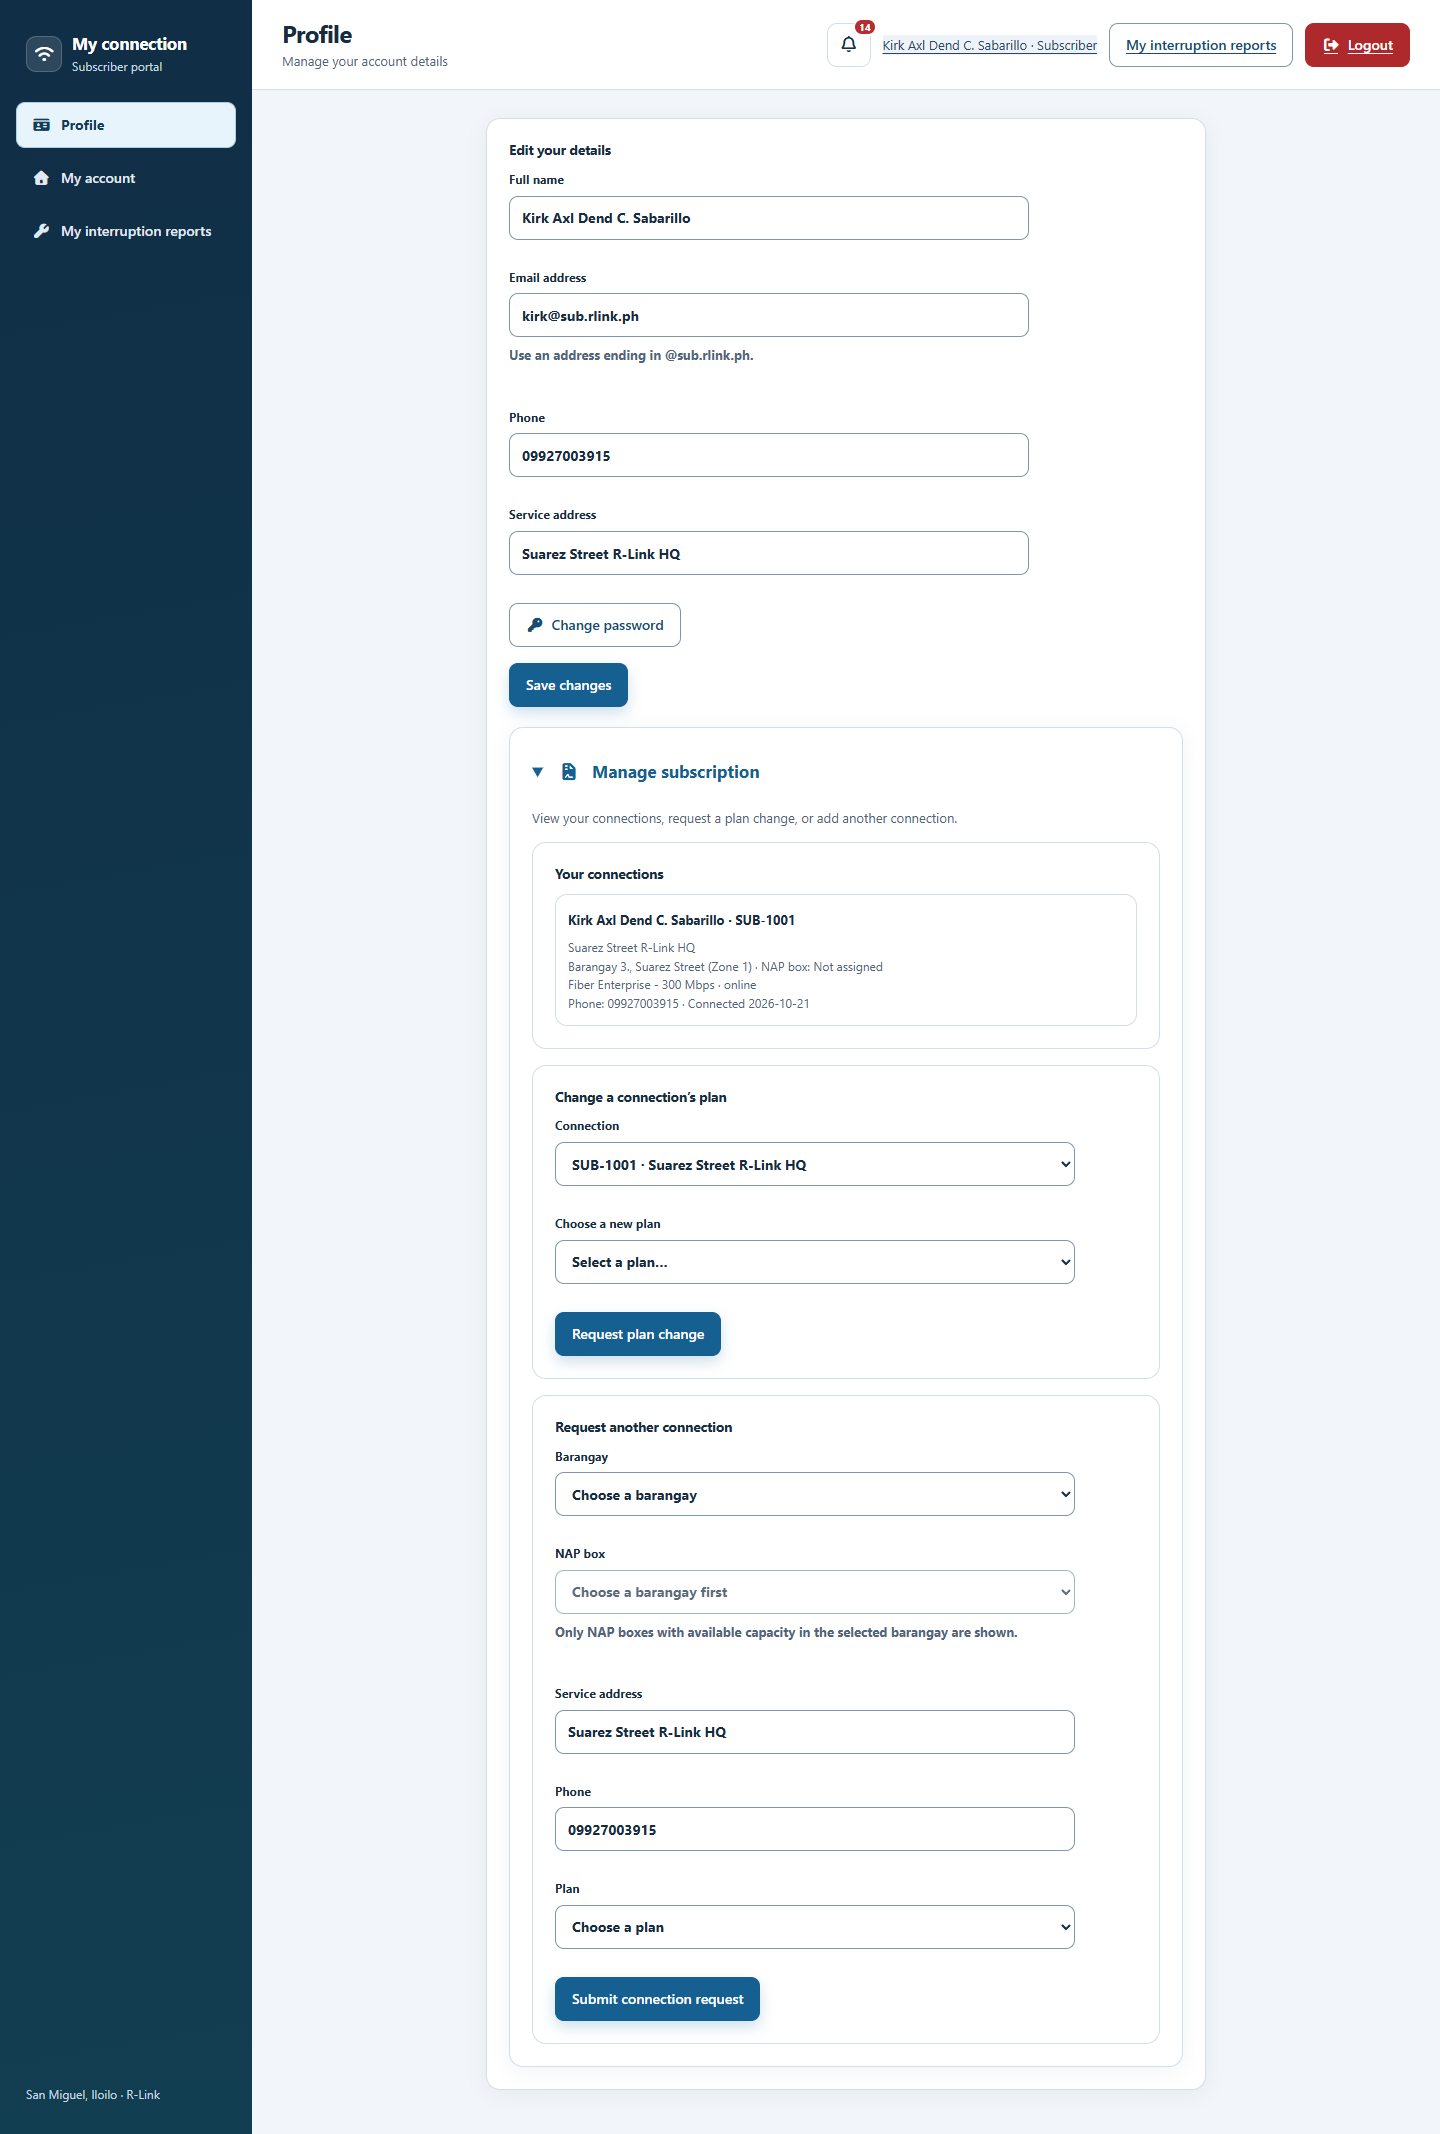 My connection
Subscriber portal
Profile
My account
My interruption reports
San Miguel, Iloilo · R-Link
Profile
Manage your account details
14
Kirk Axl Dend C. Sabarillo · Subscriber
My interruption reports
Logout
Edit your details
Full name
Kirk Axl Dend C. Sabarillo
Email address
kirk@sub.rlink.ph
Use an address ending in @sub.rlink.ph.
Phone
09927003915
Service address
Suarez Street R-Link HQ
Change password
Save changes
Manage subscription
View your connections, request a plan change, or add another connection.
Your connections
Kirk Axl Dend C. Sabarillo · SUB-1001
Suarez Street R-Link HQ
Barangay 3., Suarez Street (Zone 1) · NAP box: Not assigned
Fiber Enterprise - 300 Mbps · online
Phone: 09927003915 · Connected 2026-10-21
Change a connection's plan
Connection
SUB-1001 · Suarez Street R-Link HQ
Choose a new plan
Select a plan...
Request plan change
Request another connection
Barangay
Choose a barangay
NAP box
Choose a barangay first
Only NAP boxes with available capacity in the selected barangay are shown.
Service address
Suarez Street R-Link HQ
Phone
09927003915
Plan
Choose a plan
Submit connection request